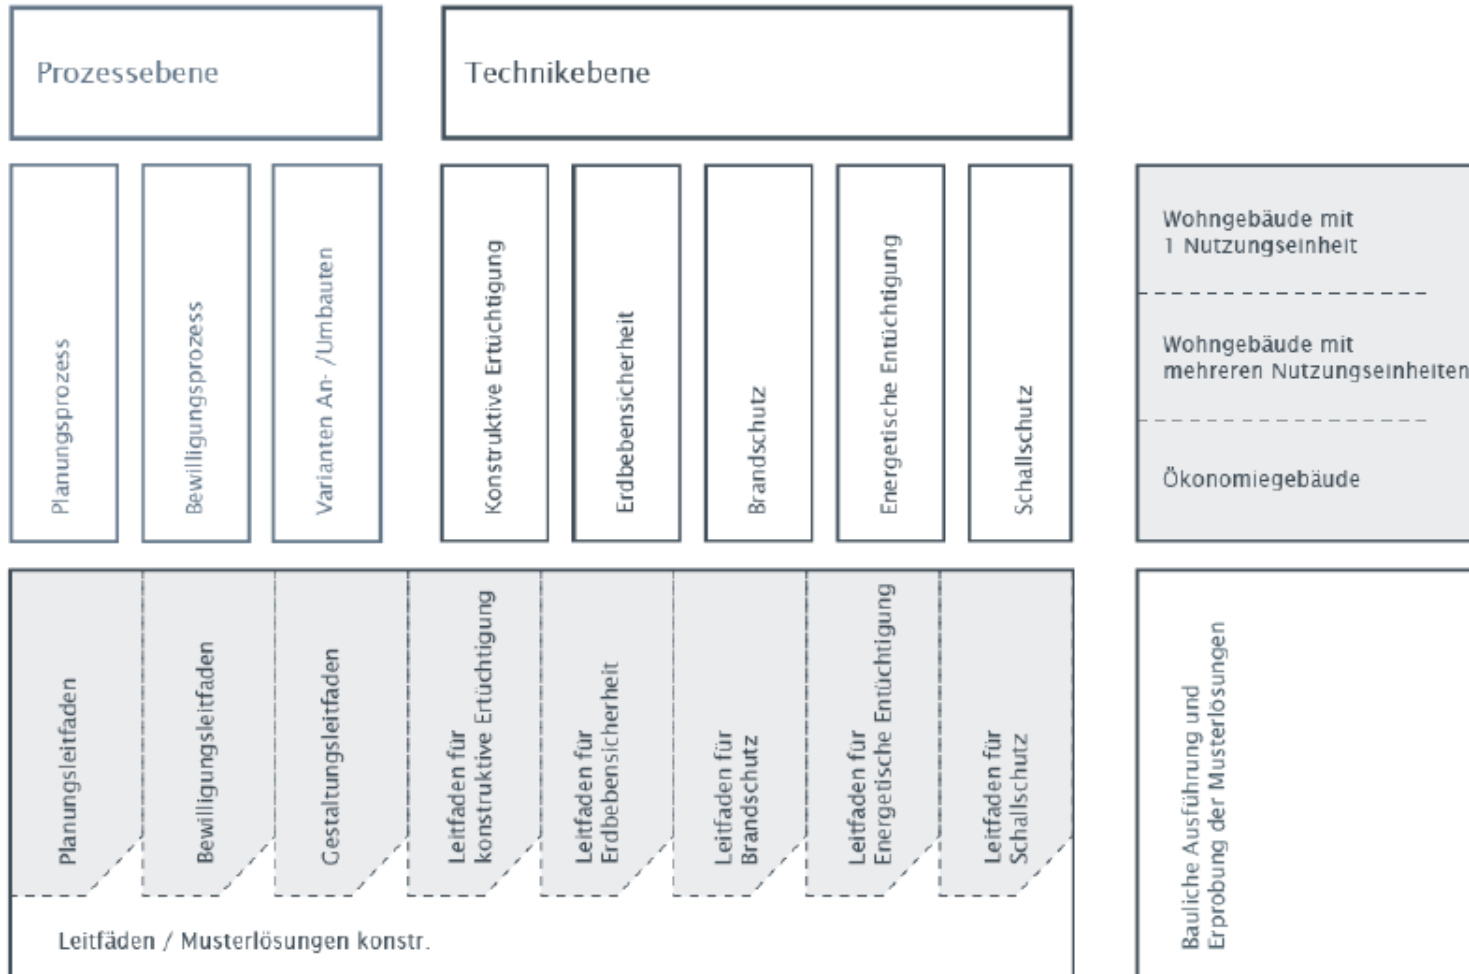 Prozessebene
Technikebene
Planungsprozess
Bewilligungsprozess
Varianten An- /Umbauten
Konstruktive Ertüchtigung
Erdbebensicherheit
Brandschutz
Energetische Entüchtigung
Schallschutz
Wohngebäude mit
1 Nutzungseinheit
Wohngebäude mit
mehreren Nutzungseinheiten
Ökonomiegebäude
Planungsleitfaden
Bewilligungsleitfaden
Gestaltungsleitfaden
Leitfaden für
konstruktive Ertüchtigung
Leitfaden für
Erdbebensicherheit
Leitfaden für
Brandschutz
Leitfaden für
Energetische Entüchtigung
Leitfaden für
Schallschutz
Leitfäden / Musterlösungen konstr.
Bauliche Ausführung und
Erprobung der Musterlösungen